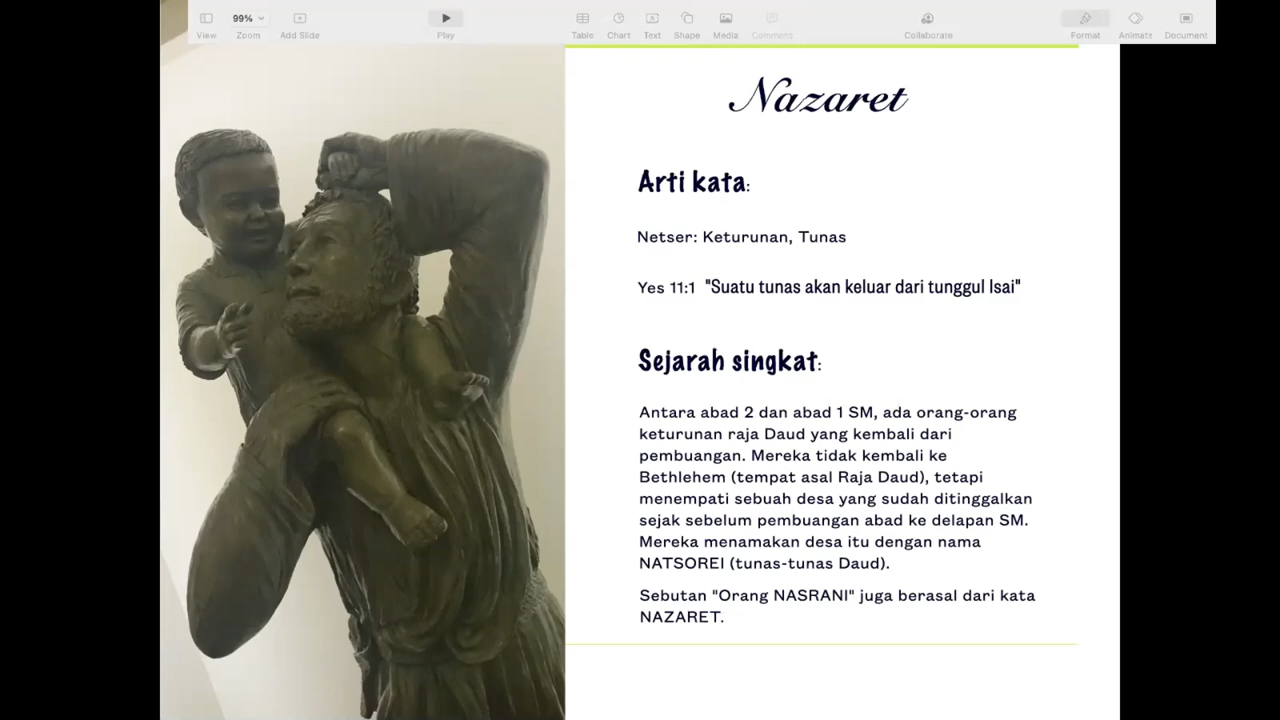 99%
View
Zoom
Add Slide
Play
Table
Chart
Text
Shape
Media
Comment
Collaborate
Format
Animate
Document
Nazaret
Arti kata:
Netser: Keturunan, Tunas
Yes 11:1 "Suatu tunas akan keluar dari tunggul Isai"
Sejarah singkat:
Antara abad 2 dan abad 1 SM, ada orang-orang
keturunan raja Daud yang kembali dari
pembuangan. Mereka tidak kembali ke
Bethlehem (tempat asal Raja Daud), tetapi
menempati sebuah desa yang sudah ditinggalkan
sejak sebelum pembuangan abad ke delapan SM.
Mereka menamakan desa itu dengan nama
NATSOREI (tunas-tunas Daud).
Sebutan "Orang NASRANI" juga berasal dari kata
NAZARET.